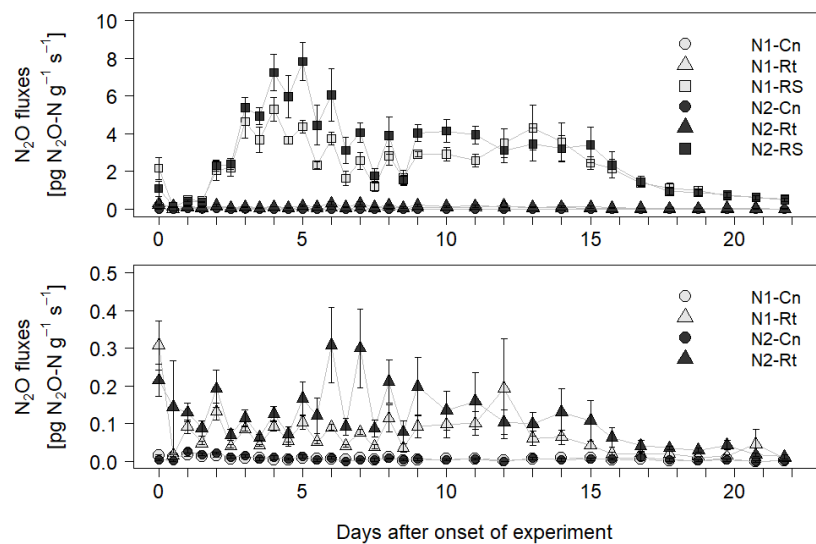 N₂O fluxes
[pg N₂O-N g⁻¹ s⁻¹]
10
8
6
4
2
0
0 5 10 15 20
N1-Cn
N1-Rt
N1-RS
N2-Cn
N2-Rt
N2-RS
N₂O fluxes
[pg N₂O-N g⁻¹ s⁻¹]
0.5
0.4
0.3
0.2
0.1
0.0
0 5 10 15 20
N1-Cn
N1-Rt
N2-Cn
N2-Rt
Days after onset of experiment